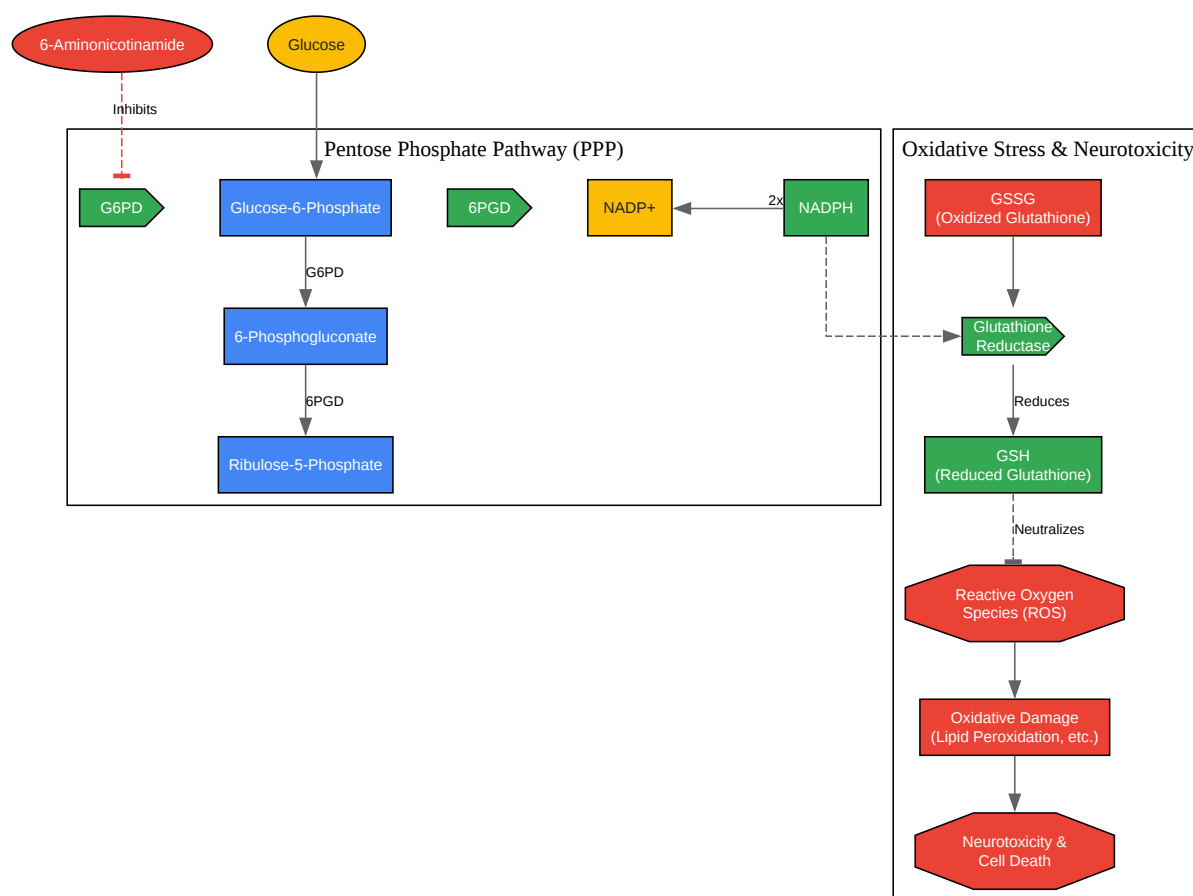 6-Aminonicotinamide
Glucose
Inhibits
Pentose Phosphate Pathway (PPP)
Oxidative Stress & Neurotoxicity
G6PD
Glucose-6-Phosphate
6PGD
NADP+
2x
NADPH
GSSG
(Oxidized Glutathione)
G6PD
6-Phosphogluconate
Glutathione
Reductase
6PGD
Reduces
Ribulose-5-Phosphate
GSH
(Reduced Glutathione)
Neutralizes
Reactive Oxygen
Species (ROS)
Oxidative Damage
(Lipid Peroxidation, etc.)
Neurotoxicity &
Cell Death